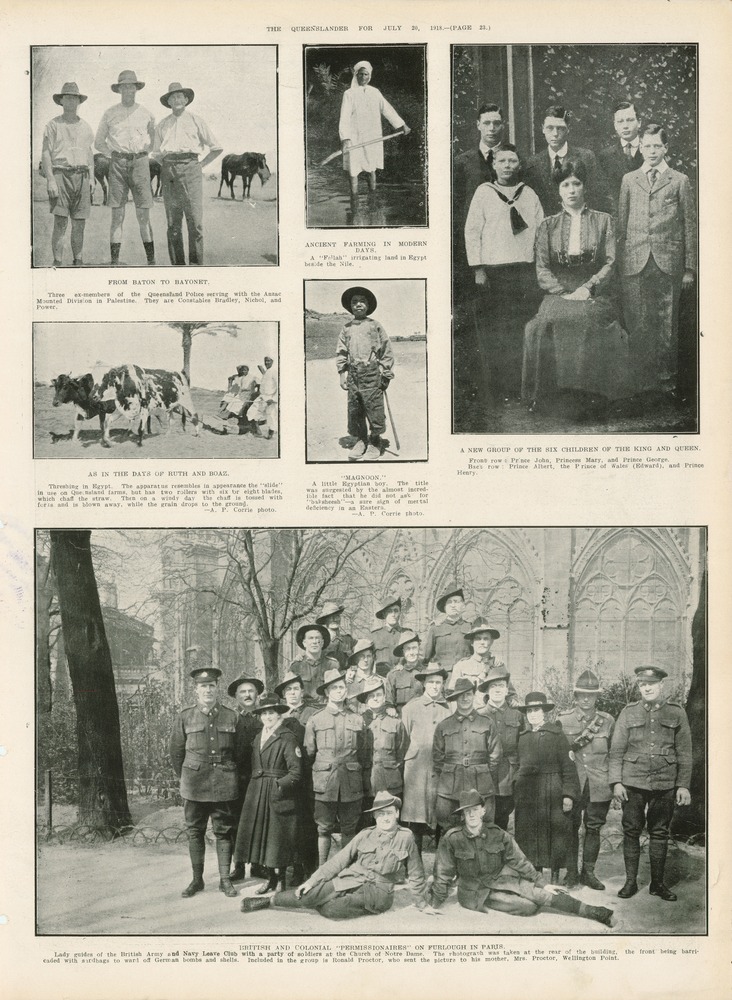 THE QUEENSLANDER FOR JULY 20, 1918.—(PAGE 23.)
FROM BATON TO BAYONET.
Three ex-members of the Queensland Police serving with the Anzac
Mounted Division in Palestine. They are Constables Bradley, Nichol, and
Power.
AS IN THE DAYS OF RUTH AND BOAZ.
Threshing in Egypt. The apparatus resembles in appearance the "slide"
in use on Queensland farms, but has two rollers with six or eight blades,
which chaff the straw. Then on a windy day the chaff is tossed with
forks and is blown away, while the grain drops to the ground.
—A. P. Corrie photo.
ANCIENT FARMING IN MODERN
DAYS.
A "Fellah" irrigating land in Egypt
beside the Nile.
"MAGNOON."
A little Egyptian boy. The title
was suggested by the almost incred-
ible fact that he did not ask for
"baksheesh"—a sure sign of mental
deficiency in an Eastern.
—A. P. Corrie photo.
A NEW GROUP OF THE SIX CHILDREN OF THE KING AND QUEEN.
Front row: Prince John, Princess Mary, and Prince George.
Back row: Prince Albert, the Prince of Wales (Edward), and Prince
Henry.
BRITISH AND COLONIAL "PERMISSIONAIRES" ON FURLOUGH IN PARIS.
Lady guides of the British Army and Navy Leave Club with a party of soldiers at the Church of Notre Dame. The photograph was taken at the rear of the building, the front being barri-
caded with sandbags to ward off German bombs and shells. Included in the group is Ronald Proctor, who sent the picture to his mother, Mrs. Proctor, Wellington Point.